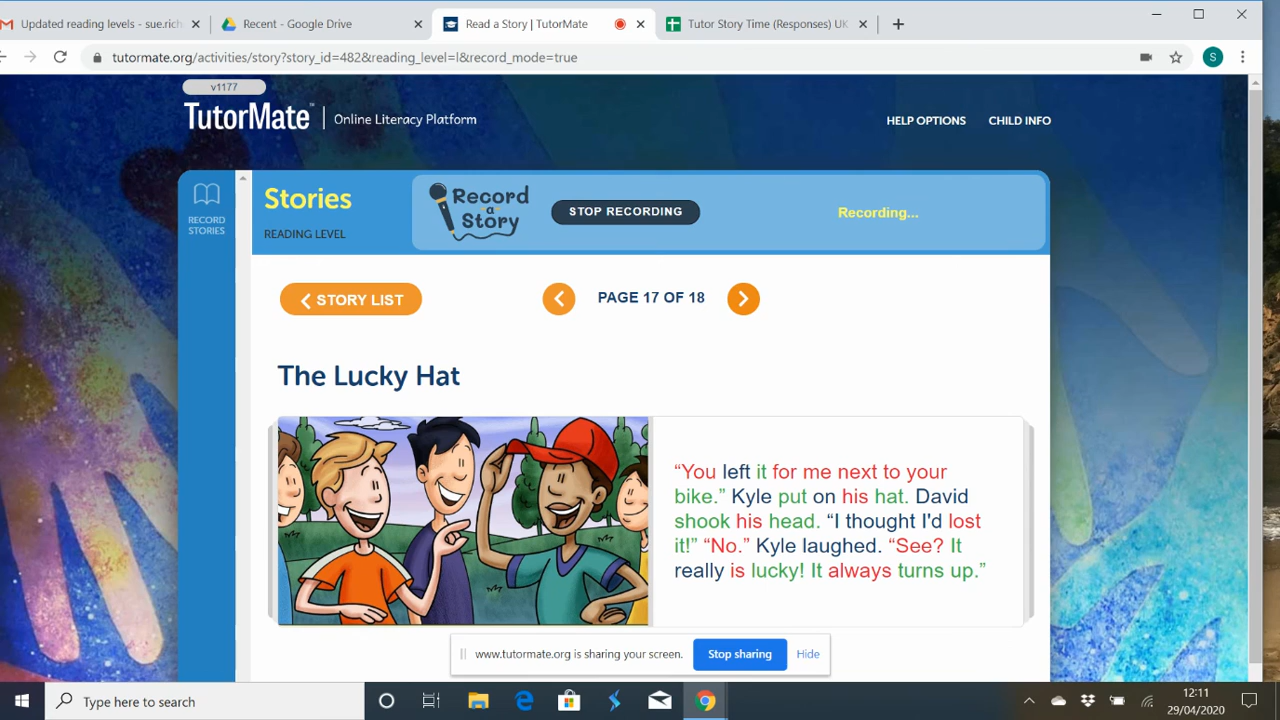 Updated reading levels - sue.rich
Recent - Google Drive
Read a Story | TutorMate
Tutor Story Time (Responses) UK
tutormate.org/activities/story?story_id=482&reading_level=l&record_mode=true
S
v1177
TutorMate™ | Online Literacy Platform
HELP OPTIONS
CHILD INFO
RECORD
STORIES
Stories
READING LEVEL
Record
a
Story
STOP RECORDING
Recording...
STORY LIST
PAGE 17 OF 18
The Lucky Hat
“You left it for me next to your
bike.” Kyle put on his hat. David
shook his head. “I thought I'd lost
it!” “No.” Kyle laughed. “See? It
really is lucky! It always turns up.”
www.tutormate.org is sharing your screen.
Stop sharing
Hide
Type here to search
12:11
29/04/2020